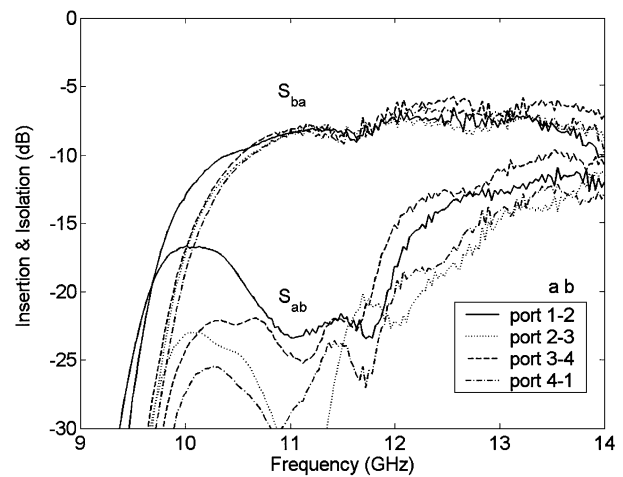 0
-5
-10
-15
-20
-25
-30
Insertion & Isolation (dB)
S_ba
S_ab
a b
port 1-2
port 2-3
port 3-4
port 4-1
9 10 11 12 13 14
Frequency (GHz)